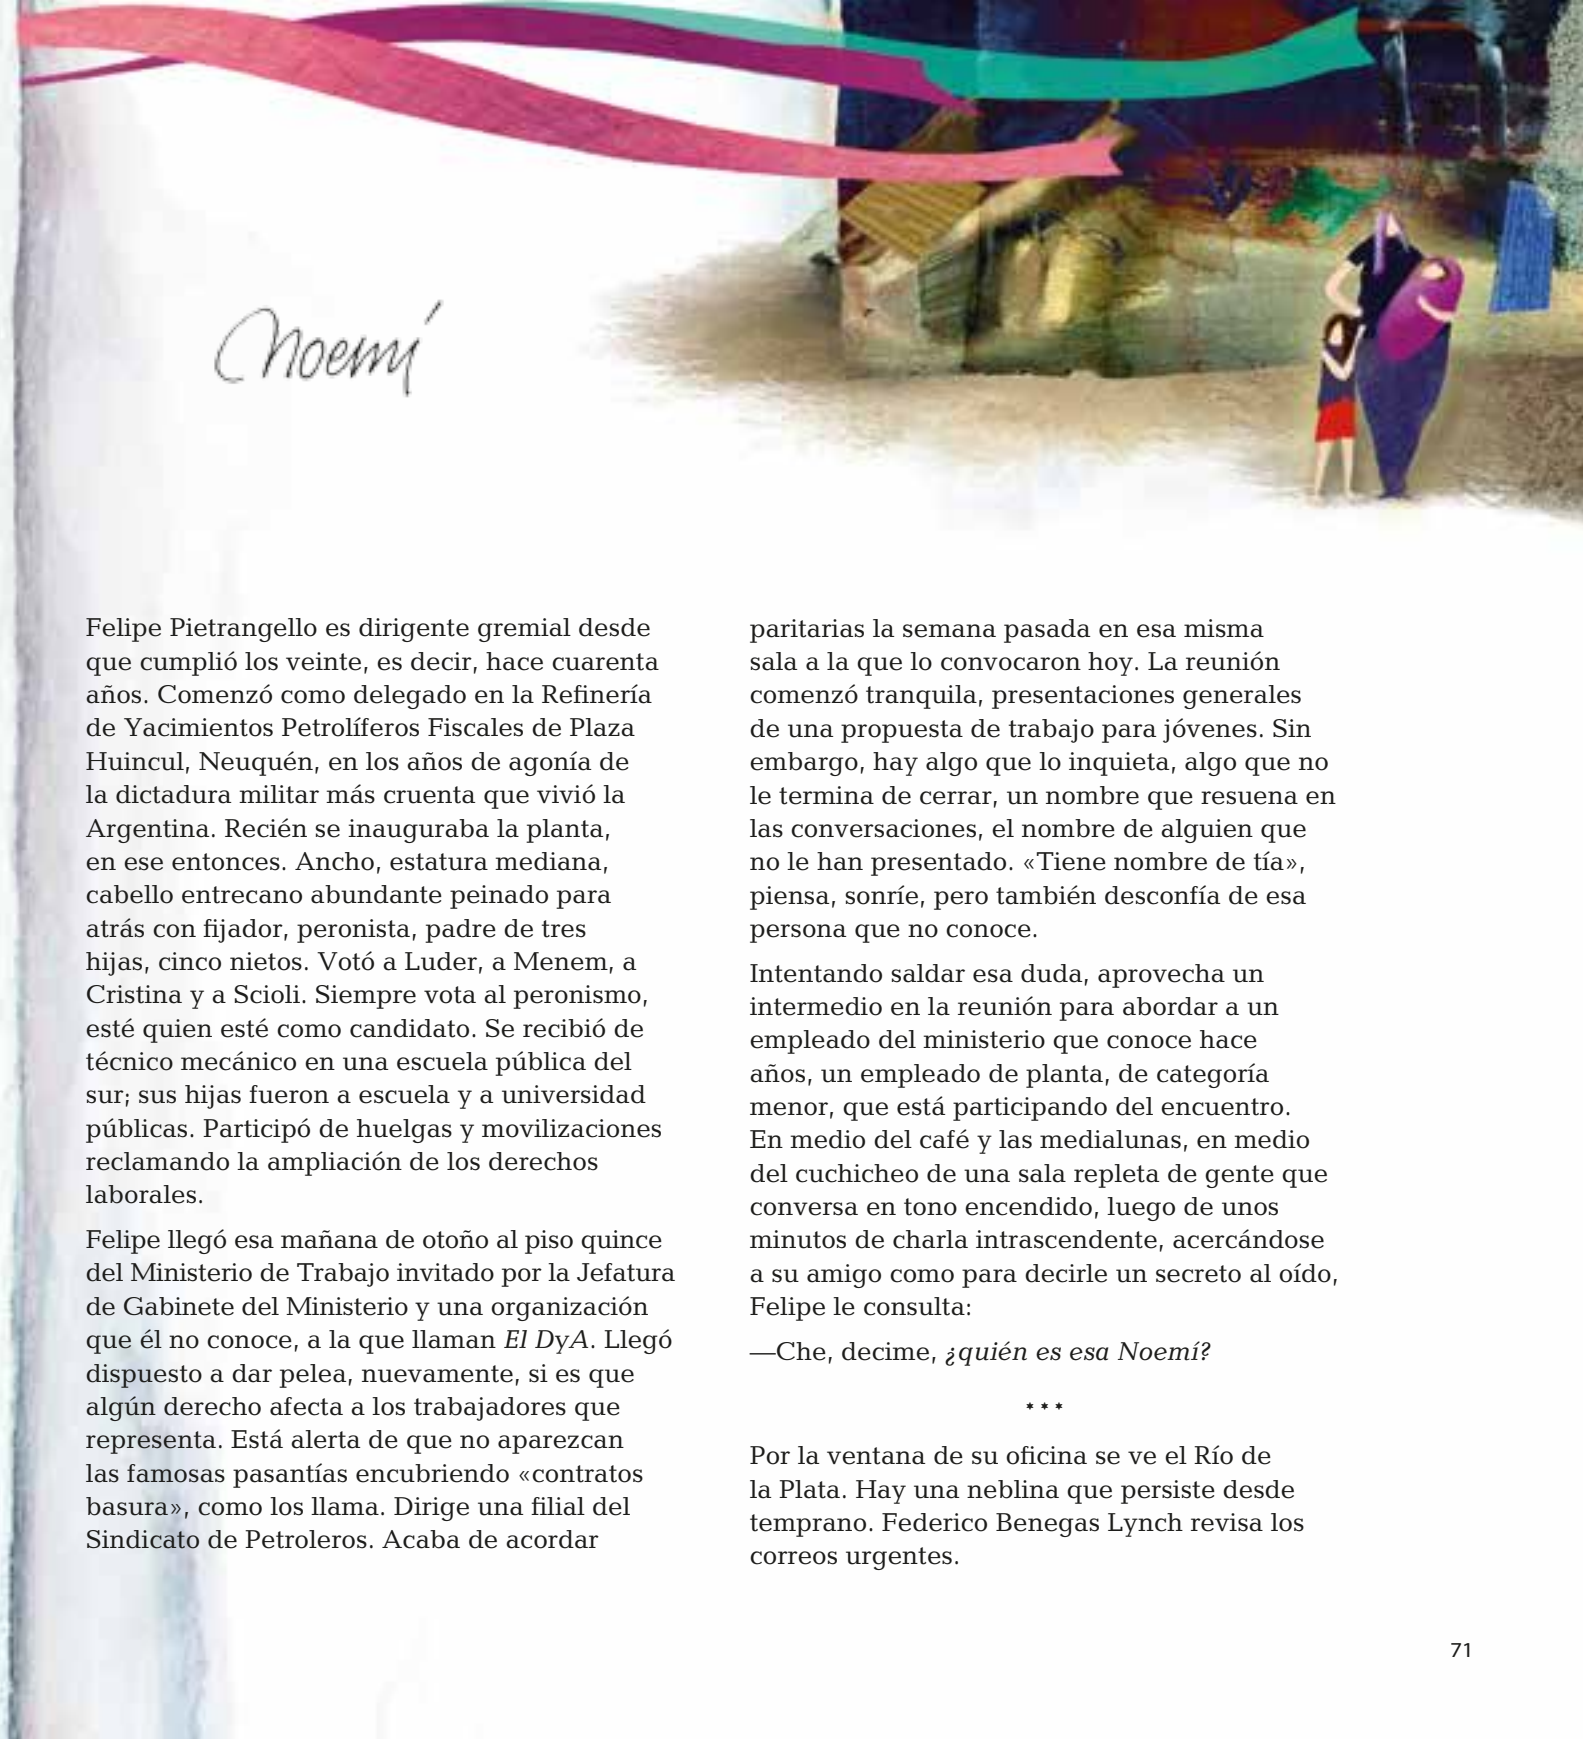 Noemí
Felipe Pietrangello es dirigente gremial desde
que cumplió los veinte, es decir, hace cuarenta
años. Comenzó como delegado en la Refinería
de Yacimientos Petrolíferos Fiscales de Plaza
Huincul, Neuquén, en los años de agonía de
la dictadura militar más cruenta que vivió la
Argentina. Recién se inauguraba la planta,
en ese entonces. Ancho, estatura mediana,
cabello entrecano abundante peinado para
atrás con fijador, peronista, padre de tres
hijas, cinco nietos. Votó a Luder, a Menem, a
Cristina y a Scioli. Siempre vota al peronismo,
esté quien esté como candidato. Se recibió de
técnico mecánico en una escuela pública del
sur; sus hijas fueron a escuela y a universidad
públicas. Participó de huelgas y movilizaciones
reclamando la ampliación de los derechos
laborales.
Felipe llegó esa mañana de otoño al piso quince
del Ministerio de Trabajo invitado por la Jefatura
de Gabinete del Ministerio y una organización
que él no conoce, a la que llaman El DyA. Llegó
dispuesto a dar pelea, nuevamente, si es que
algún derecho afecta a los trabajadores que
representa. Está alerta de que no aparezcan
las famosas pasantías encubriendo «contratos
basura», como los llama. Dirige una filial del
Sindicato de Petroleros. Acaba de acordar
paritarias la semana pasada en esa misma
sala a la que lo convocaron hoy. La reunión
comenzó tranquila, presentaciones generales
de una propuesta de trabajo para jóvenes. Sin
embargo, hay algo que lo inquieta, algo que no
le termina de cerrar, un nombre que resuena en
las conversaciones, el nombre de alguien que
no le han presentado. «Tiene nombre de tía»,
piensa, sonríe, pero también desconfía de esa
persona que no conoce.
Intentando saldar esa duda, aprovecha un
intermedio en la reunión para abordar a un
empleado del ministerio que conoce hace
años, un empleado de planta, de categoría
menor, que está participando del encuentro.
En medio del café y las medialunas, en medio
del cuchicheo de una sala repleta de gente que
conversa en tono encendido, luego de unos
minutos de charla intrascendente, acercándose
a su amigo como para decirle un secreto al oído,
Felipe le consulta:
—Che, decime, ¿quién es esa Noemí?
***
Por la ventana de su oficina se ve el Río de
la Plata. Hay una neblina que persiste desde
temprano. Federico Benegas Lynch revisa los
correos urgentes.
71